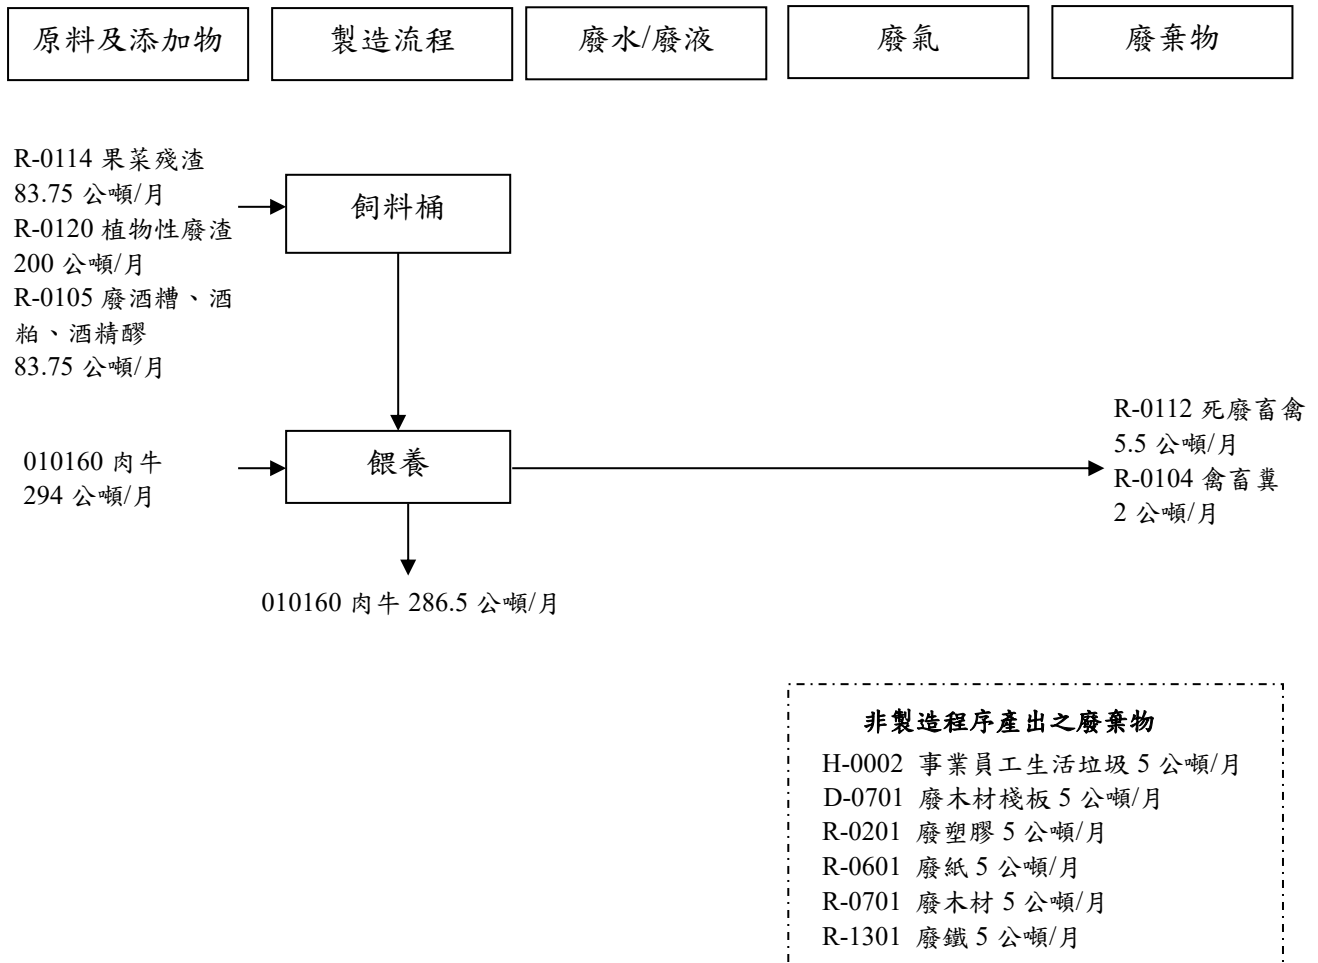 原料及添加物
製造流程
廢水/廢液
廢氣
廢棄物
R-0114 果菜殘渣
83.75 公噸/月
R-0120 植物性廢渣
200 公噸/月
R-0105 廢酒糟、酒
粕、酒精醪
83.75 公噸/月
飼料桶
010160 肉牛
294 公噸/月
餵養
R-0112 死廢畜禽
5.5 公噸/月
R-0104 禽畜糞
2 公噸/月
010160 肉牛 286.5 公噸/月
非製造程序產出之廢棄物
H-0002 事業員工生活垃圾 5 公噸/月
D-0701 廢木材棧板 5 公噸/月
R-0201 廢塑膠 5 公噸/月
R-0601 廢紙 5 公噸/月
R-0701 廢木材 5 公噸/月
R-1301 廢鐵 5 公噸/月